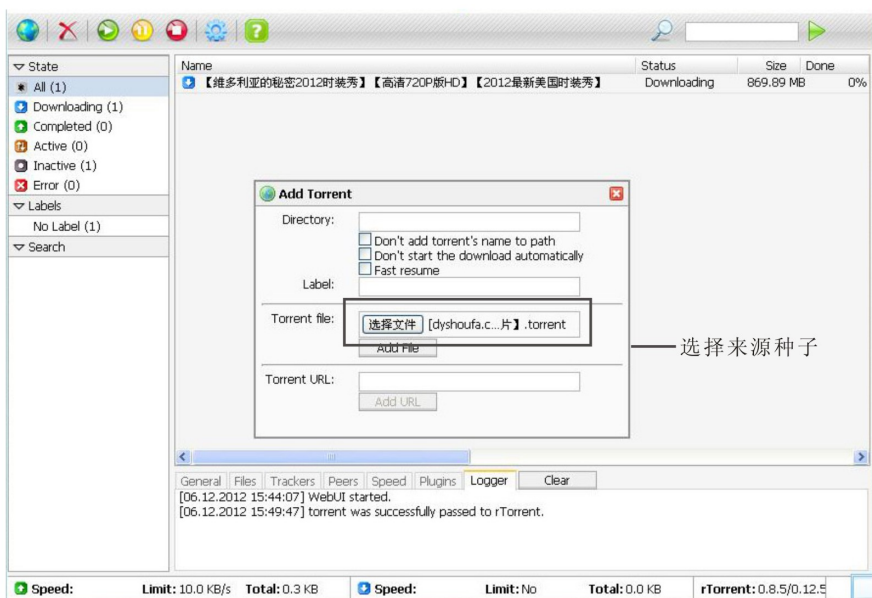 State
All (1)
Downloading (1)
Completed (0)
Active (0)
Inactive (1)
Error (0)
Labels
No Label (1)
Search
Name Status Size Done
【维多利亚的秘密2012时装秀】【高清720P版HD】【2012最新美国时装秀】 Downloading 869.89 MB 0%
Add Torrent
Directory:
Don't add torrent's name to path
Don't start the download automatically
Fast resume
Label:
Torrent file: 选择文件 [dyshoufa.c...片】.torrent
Add File
选择来源种子
Torrent URL:
Add URL
General Files Trackers Peers Speed Plugins Logger Clear
[06.12.2012 15:44:07] WebUI started.
[06.12.2012 15:49:47] torrent was successfully passed to rTorrent.
Speed: Limit: 10.0 KB/s Total: 0.3 KB Speed: Limit: No Total: 0.0 KB rTorrent: 0.8.5/0.12.5